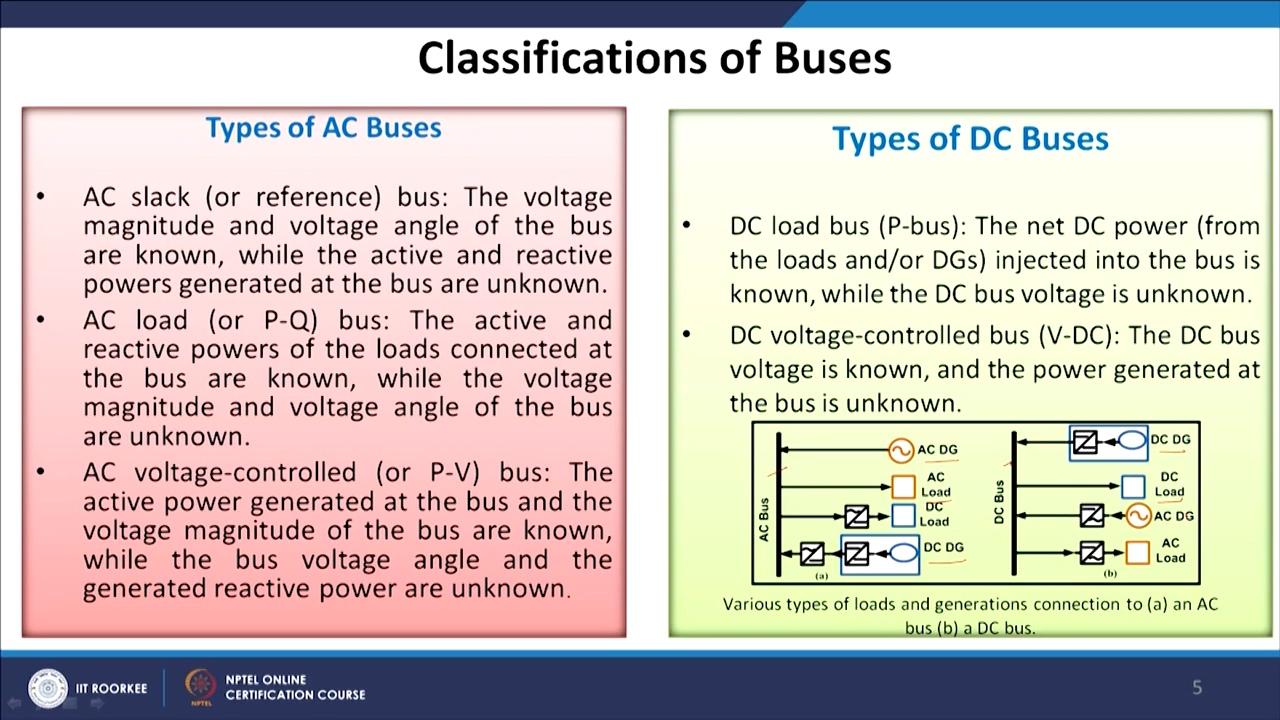 Classifications of Buses
Types of AC Buses
• AC slack (or reference) bus: The voltage
magnitude and voltage angle of the bus
are known, while the active and reactive
powers generated at the bus are unknown.
• AC load (or P-Q) bus: The active and
reactive powers of the loads connected at
the bus are known, while the voltage
magnitude and voltage angle of the bus
are unknown.
• AC voltage-controlled (or P-V) bus: The
active power generated at the bus and the
voltage magnitude of the bus are known,
while the bus voltage angle and the
generated reactive power are unknown.
Types of DC Buses
• DC load bus (P-bus): The net DC power (from
the loads and/or DGs) injected into the bus is
known, while the DC bus voltage is unknown.
• DC voltage-controlled bus (V-DC): The DC bus
voltage is known, and the power generated at
the bus is unknown.
AC Bus
AC DG
AC
Load
DC
Load
DC DG
(a)
DC Bus
DC DG
DC
Load
AC DG
AC
Load
(b)
Various types of loads and generations connection to (a) an AC
bus (b) a DC bus.
IIT ROORKEE
NPTEL
NPTEL ONLINE
CERTIFICATION COURSE
5